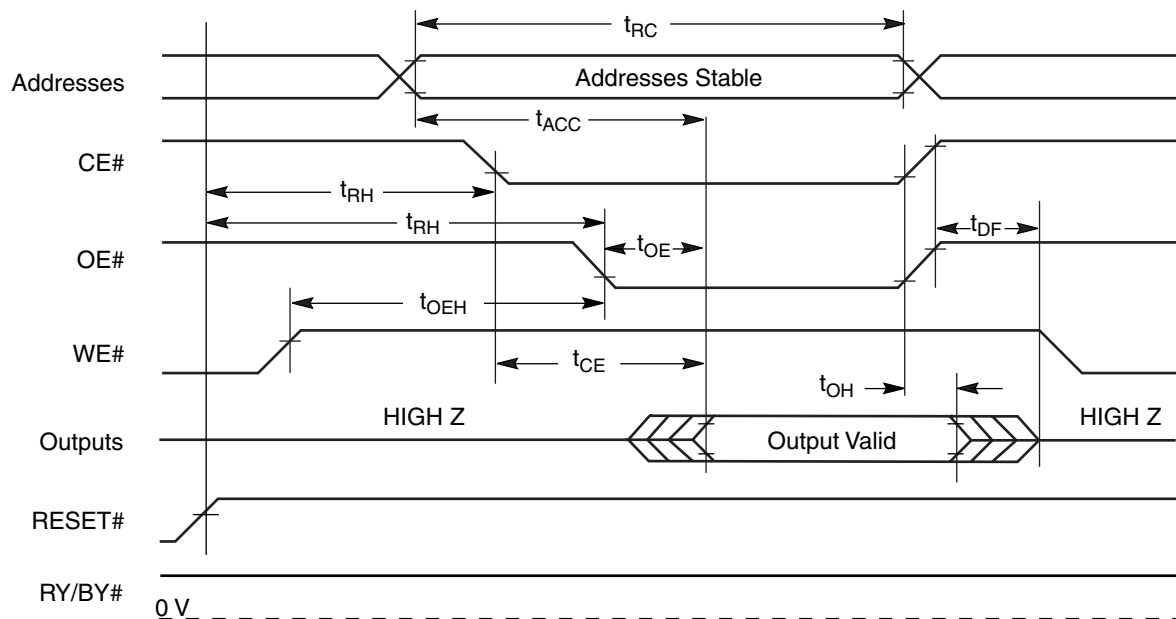 tRC
Addresses
Addresses Stable
tACC
CE#
tRH
tRH
tDF
tOE
OE#
tOEH
WE#
tCE
tOH
HIGH Z
HIGH Z
Outputs
Output Valid
RESET#
RY/BY#
0 V